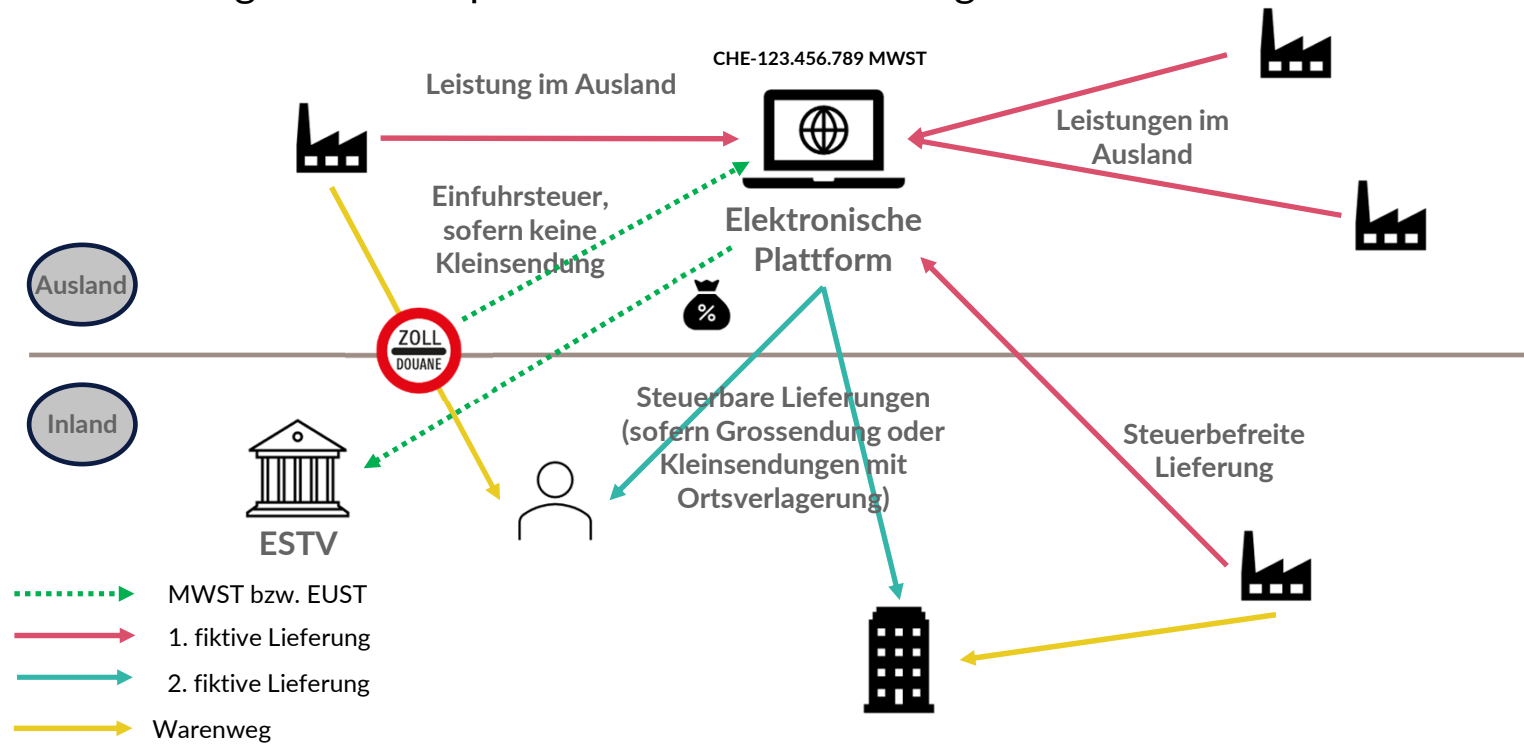 CHE-123.456.789 MWST
Leistung im Ausland
Leistungen im
Ausland
Einfuhrsteuer,
sofern keine
Kleinsendung
Elektronische
Plattform
%
Ausland
ZOLL
DOUANE
Inland
Steuerbare Lieferungen
(sofern Grossendung oder
Kleinsendungen mit
Ortsverlagerung)
Steuerbefreite
Lieferung
ESTV
MWST bzw. EUST
1. fiktive Lieferung
2. fiktive Lieferung
Warenweg